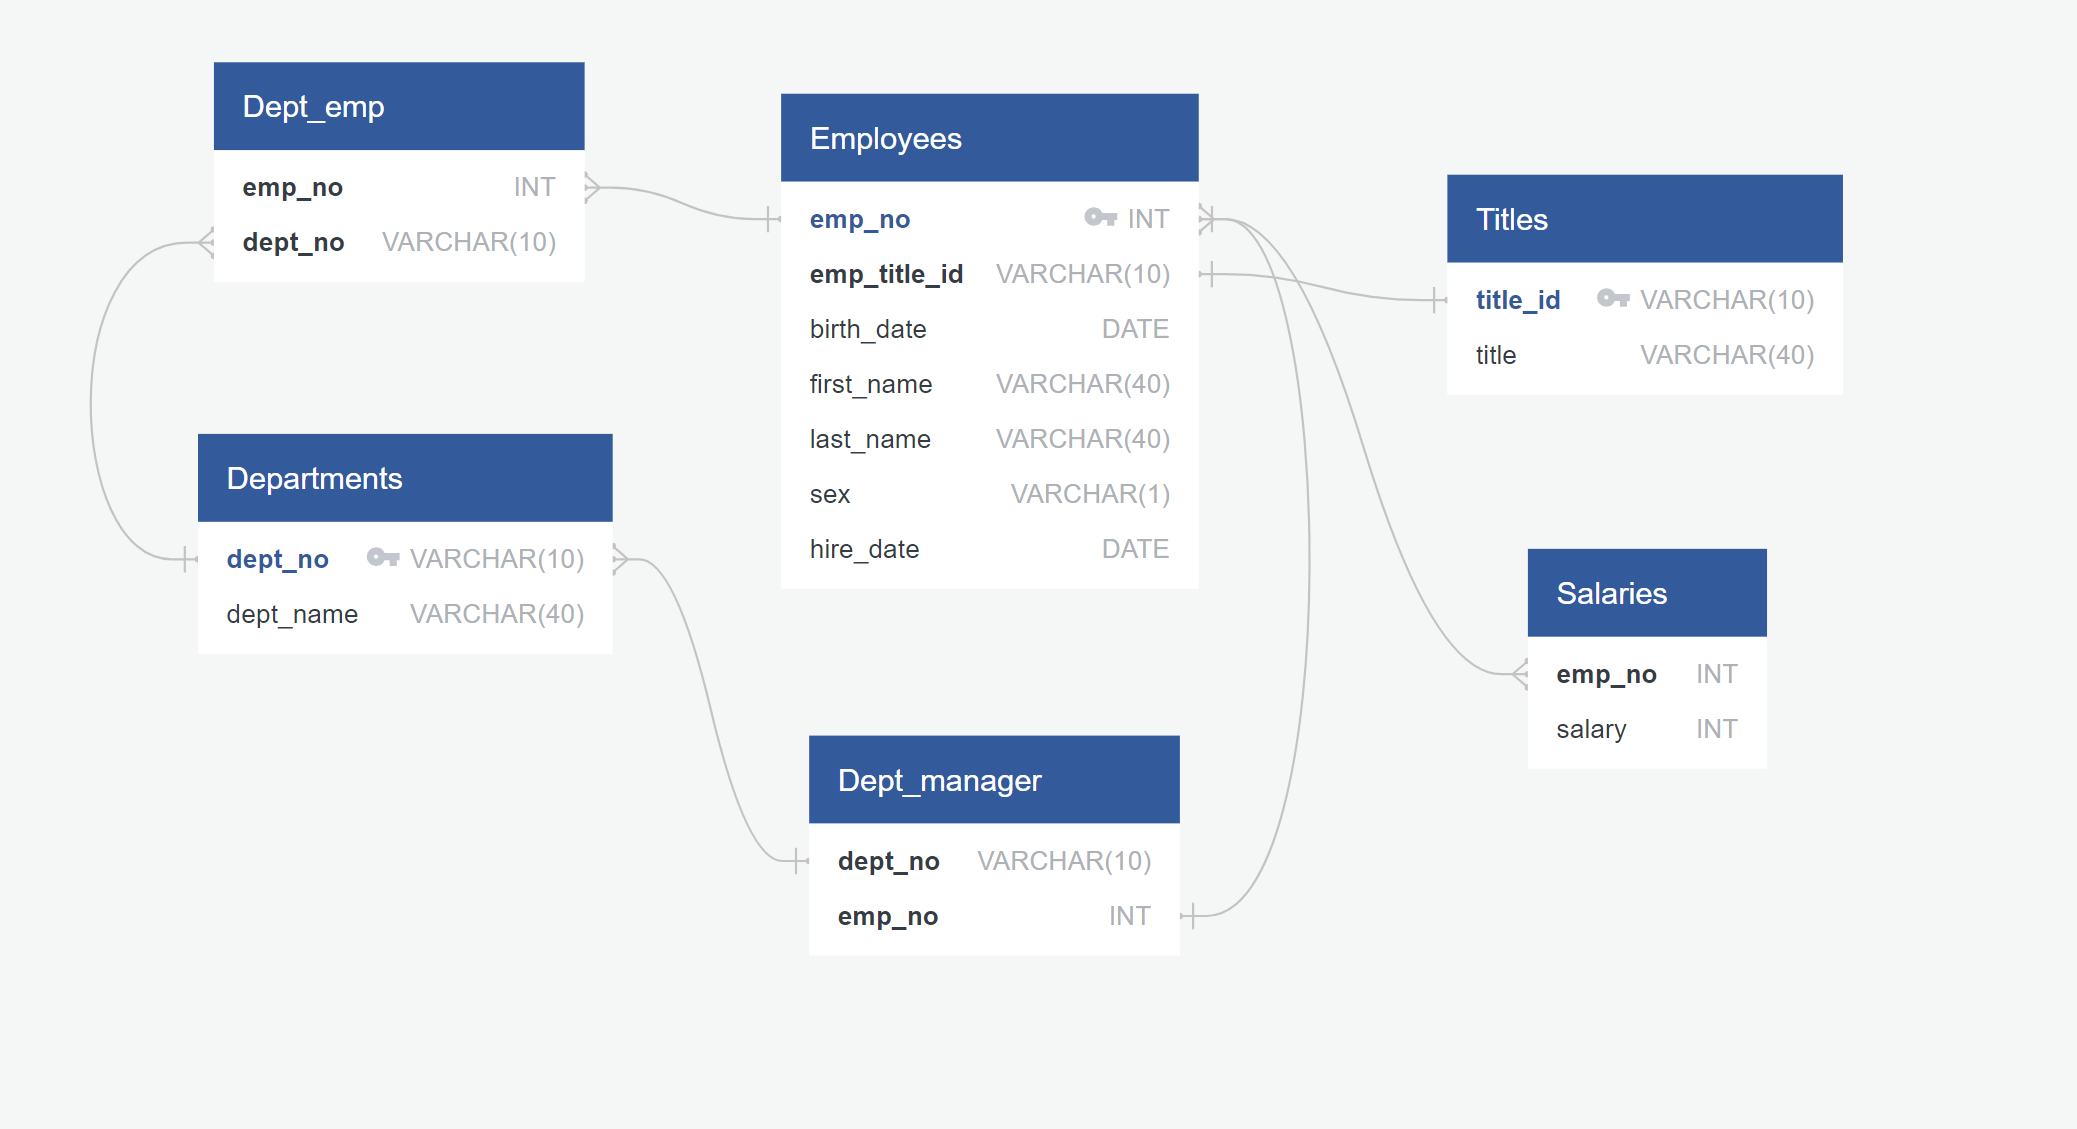 Dept_emp
emp_no INT
dept_no VARCHAR(10)
Employees
emp_no INT
emp_title_id VARCHAR(10)
birth_date DATE
first_name VARCHAR(40)
last_name VARCHAR(40)
sex VARCHAR(1)
hire_date DATE
Titles
title_id VARCHAR(10)
title VARCHAR(40)
Departments
dept_no VARCHAR(10)
dept_name VARCHAR(40)
Salaries
emp_no INT
salary INT
Dept_manager
dept_no VARCHAR(10)
emp_no INT